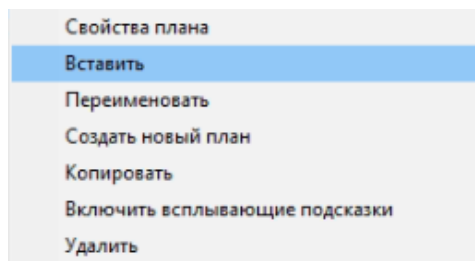 Свойства плана
Вставить
Переименовать
Создать новый план
Копировать
Включить всплывающие подсказки
Удалить